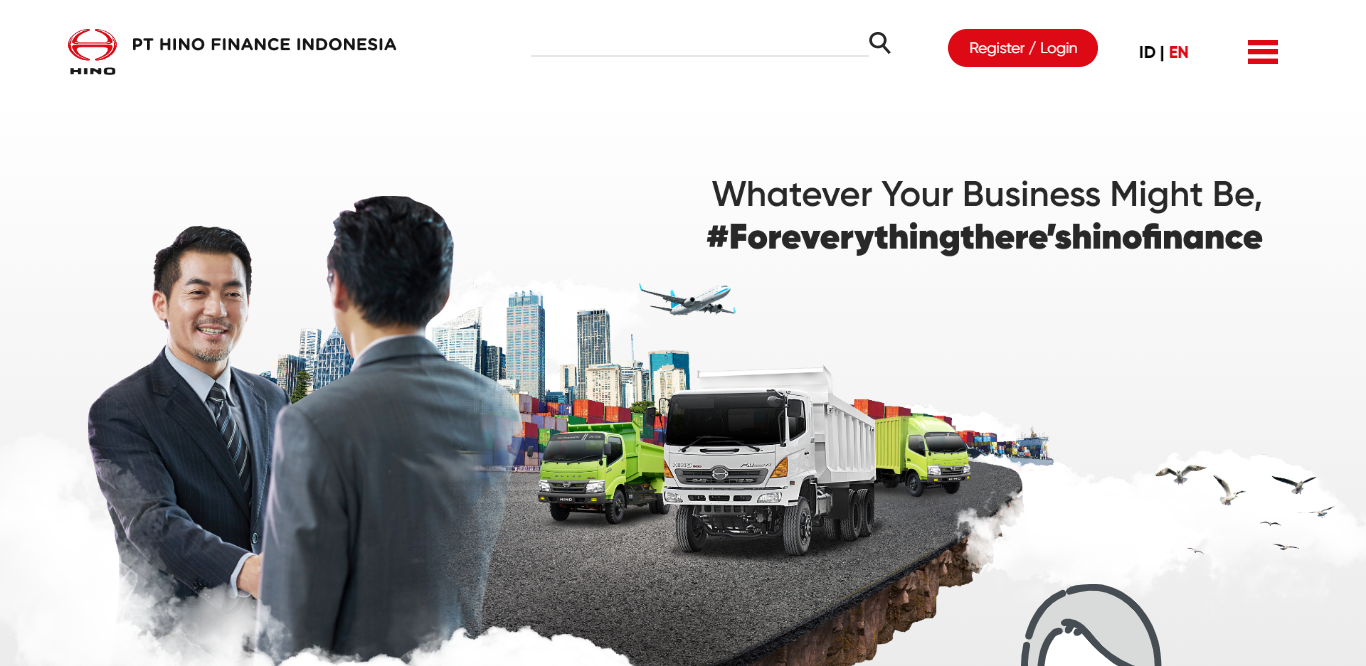 PT HINO FINANCE INDONESIA
HINO
Register / Login
ID | EN
Whatever Your Business Might Be,
#Foreverythingthere’shinofinance
HINO